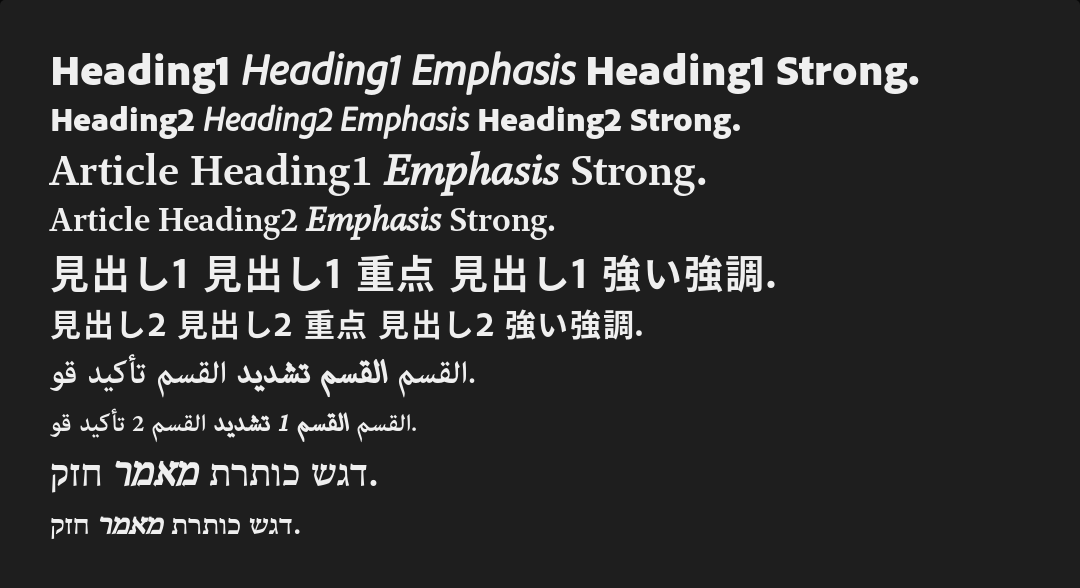 Heading1 Heading1 Emphasis Heading1 Strong.
Heading2 Heading2 Emphasis Heading2 Strong.
Article Heading1 Emphasis Strong.
Article Heading2 Emphasis Strong.
見出し1 見出し1 重点 見出し1 強い強調.
見出し2 見出し2 重点 見出し2 強い強調.
القسم القسم تشديد القسم تأكيد قو.
القسم القسم 1 تشديد القسم 2 تأكيد قو.
דגש כותרת מאמר חזק.
דגש כותרת מאמר חזק.